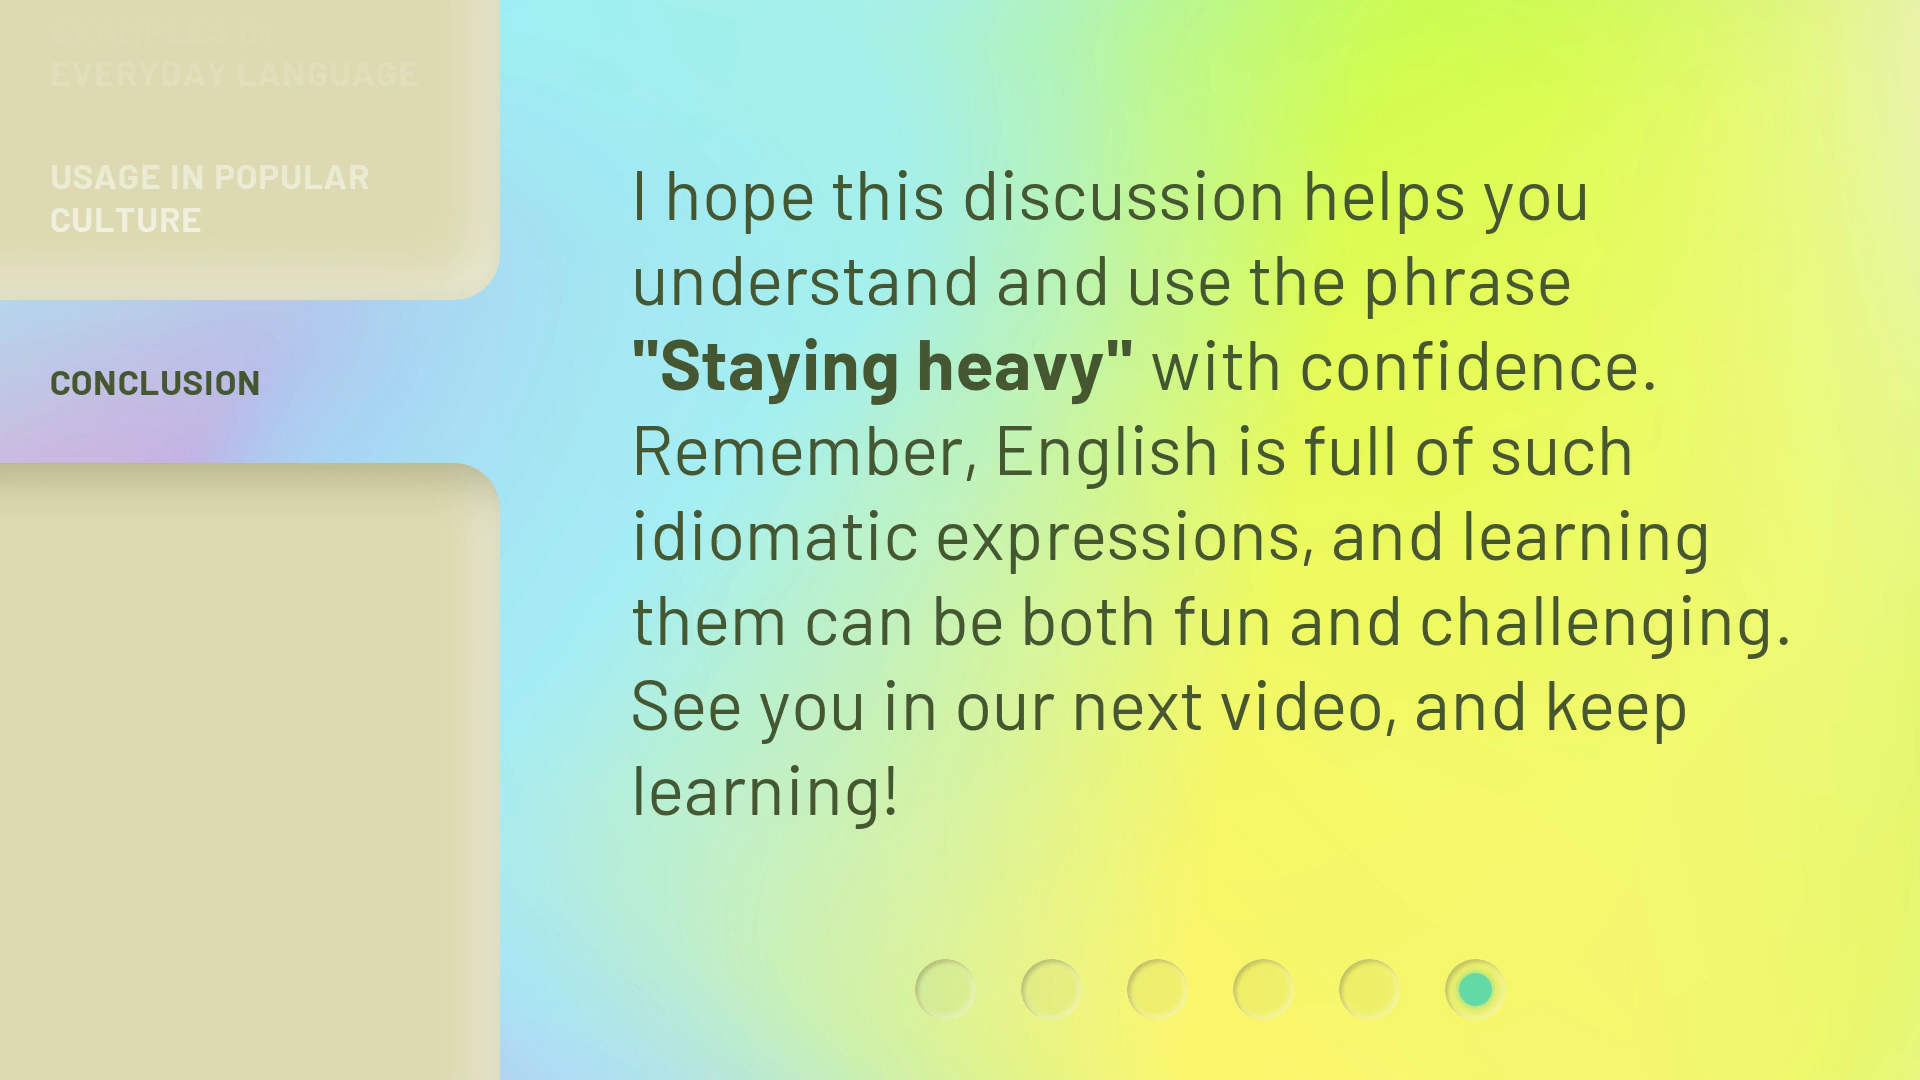 EXAMPLES IN
EVERYDAY LANGUAGE
USAGE IN POPULAR
CULTURE
CONCLUSION
I hope this discussion helps you
understand and use the phrase
"Staying heavy" with confidence.
Remember, English is full of such
idiomatic expressions, and learning
them can be both fun and challenging.
See you in our next video, and keep
learning!